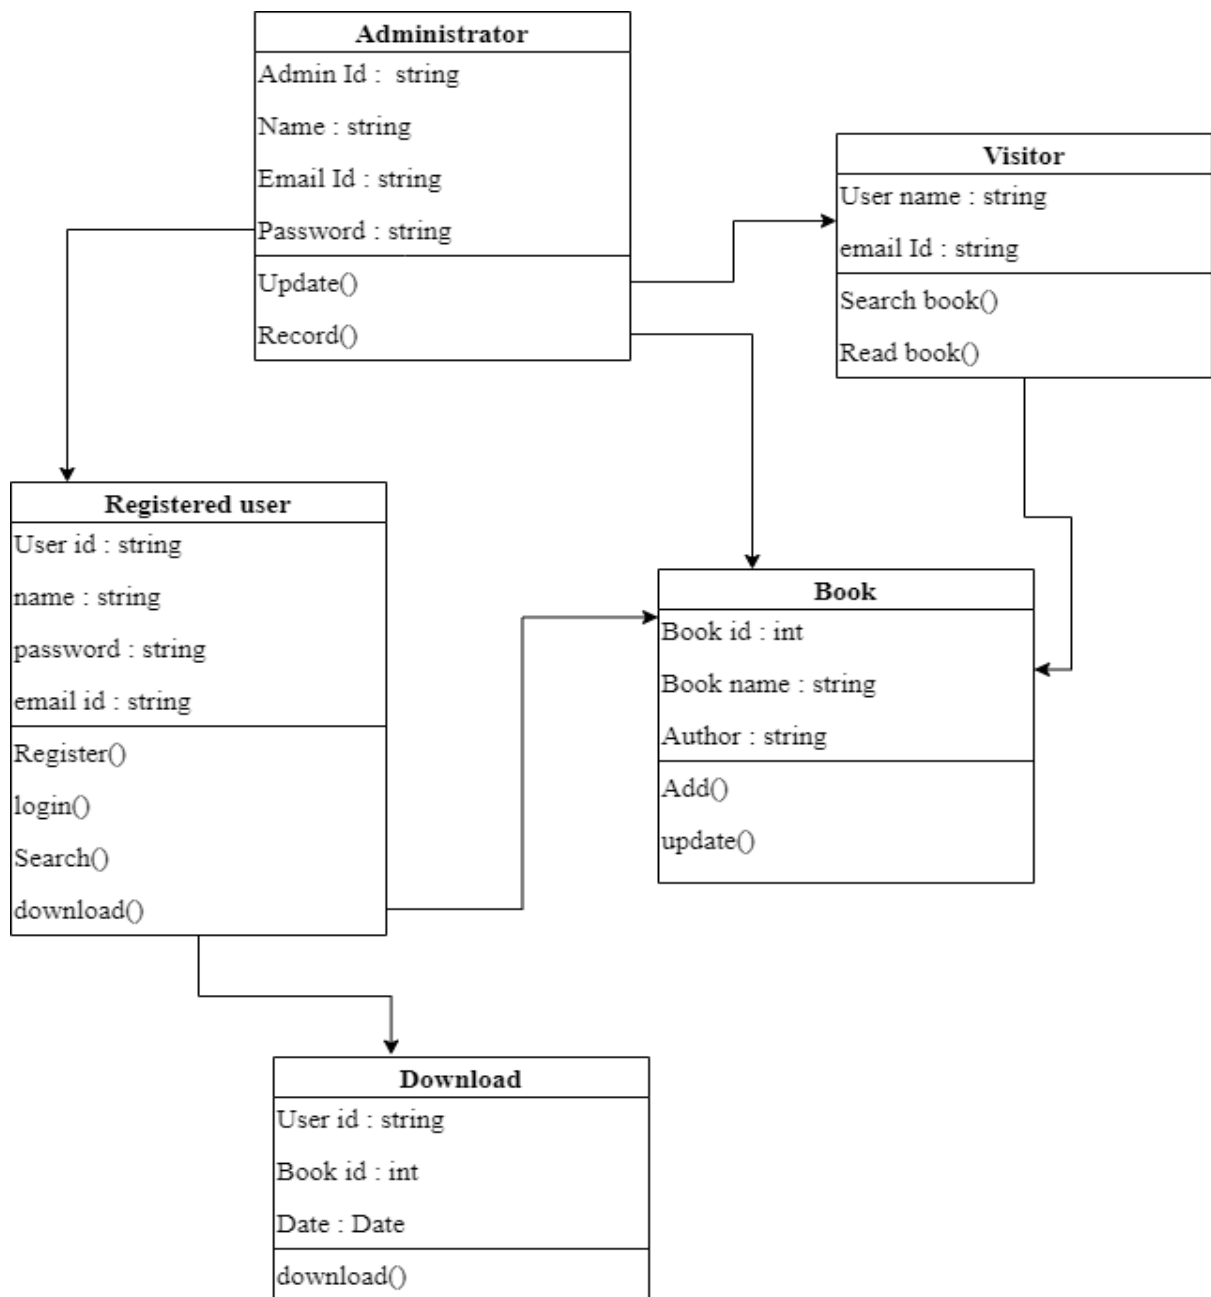 Administrator
Admin Id :  string
Name : string
Email Id : string
Password : string
Update()
Record()
Visitor
User name : string
email Id : string
Search book()
Read book()
Registered user
User id : string
name : string
password : string
email id : string
Register()
login()
Search()
download()
Book
Book id : int
Book name : string
Author : string
Add()
update()
Download
User id : string
Book id : int
Date : Date
download()